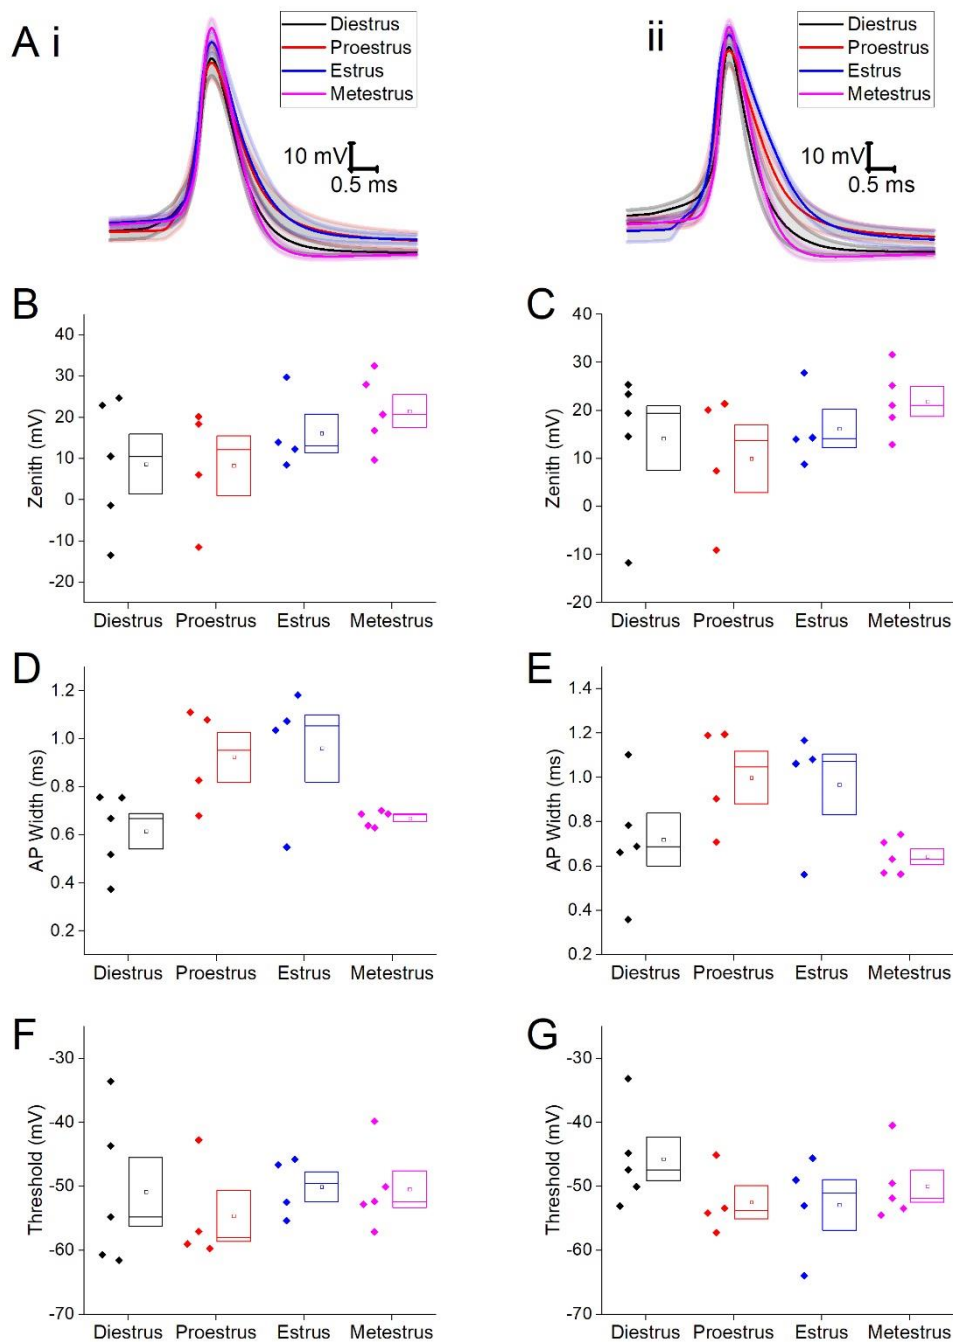 A i
Diestrus
Proestrus
Estrus
Metestrus
10 mV
0.5 ms
ii
Diestrus
Proestrus
Estrus
Metestrus
10 mV
0.5 ms
B
Zenith (mV)
40
30
20
10
0
-10
-20
Diestrus Proestrus Estrus Metestrus
C
Zenith (mV)
40
30
20
10
0
-10
-20
Diestrus Proestrus Estrus Metestrus
D
AP Width (ms)
1.2
1.0
0.8
0.6
0.4
0.2
Diestrus Proestrus Estrus Metestrus
E
AP Width (ms)
1.4
1.2
1.0
0.8
0.6
0.4
0.2
Diestrus Proestrus Estrus Metestrus
F
Threshold (mV)
-30
-40
-50
-60
-70
Diestrus Proestrus Estrus Metestrus
G
Threshold (mV)
-30
-40
-50
-60
-70
Diestrus Proestrus Estrus Metestrus